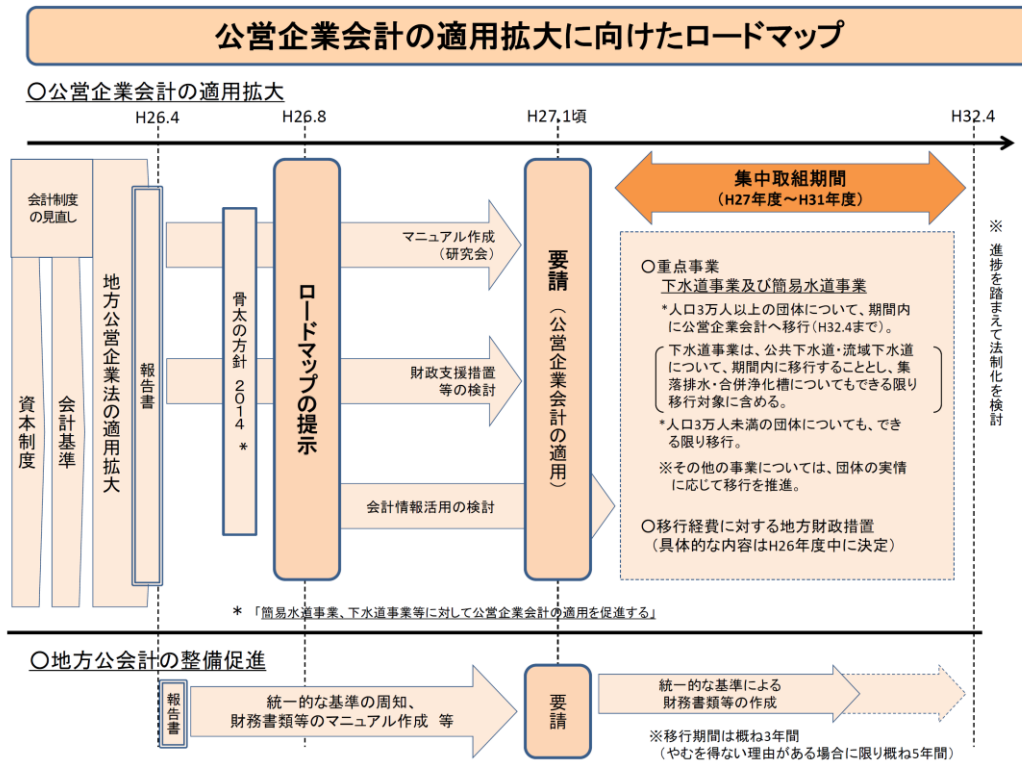 公営企業会計の適用拡大に向けたロードマップ
○公営企業会計の適用拡大
H26.4
H26.8
H27.1頃
H32.4
会計制度
の見直し
資本制度
会計基準
地方公営企業法の適用拡大
報告書
骨太の方針 2014 *
マニュアル作成
(研究会)
財政支援措置
等の検討
会計情報活用の検討
ロードマップの提示
要請(公営企業会計の適用)
集中取組期間
(H27年度~H31年度)
○重点事業
下水道事業及び簡易水道事業
*人口3万人以上の団体について、期間内
に公営企業会計へ移行(H32.4まで)。
下水道事業は、公共下水道・流域下水道
について、期間内に移行することとし、集
落排水・合併浄化槽についてもできる限り
移行対象に含める。
*人口3万人未満の団体についても、でき
る限り移行。
※その他の事業については、団体の実情
に応じて移行を推進。
○移行経費に対する地方財政措置
(具体的な内容はH26年度中に決定)
※ 進捗を踏まえて法制化を検討
* 「簡易水道事業、下水道事業等に対して公営企業会計の適用を促進する」
○地方公会計の整備促進
報告書
統一的な基準の周知、
財務書類等のマニュアル作成 等
要請
統一的な基準による
財務書類等の作成
※移行期間は概ね3年間
(やむを得ない理由がある場合に限り概ね5年間)